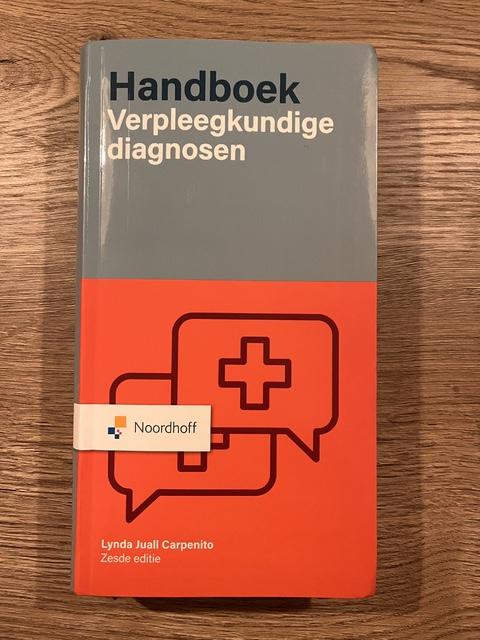 Handboek
Verpleegkundige
diagnosen
Noordhoff
Lynda Juall Carpenito
Zesde editie